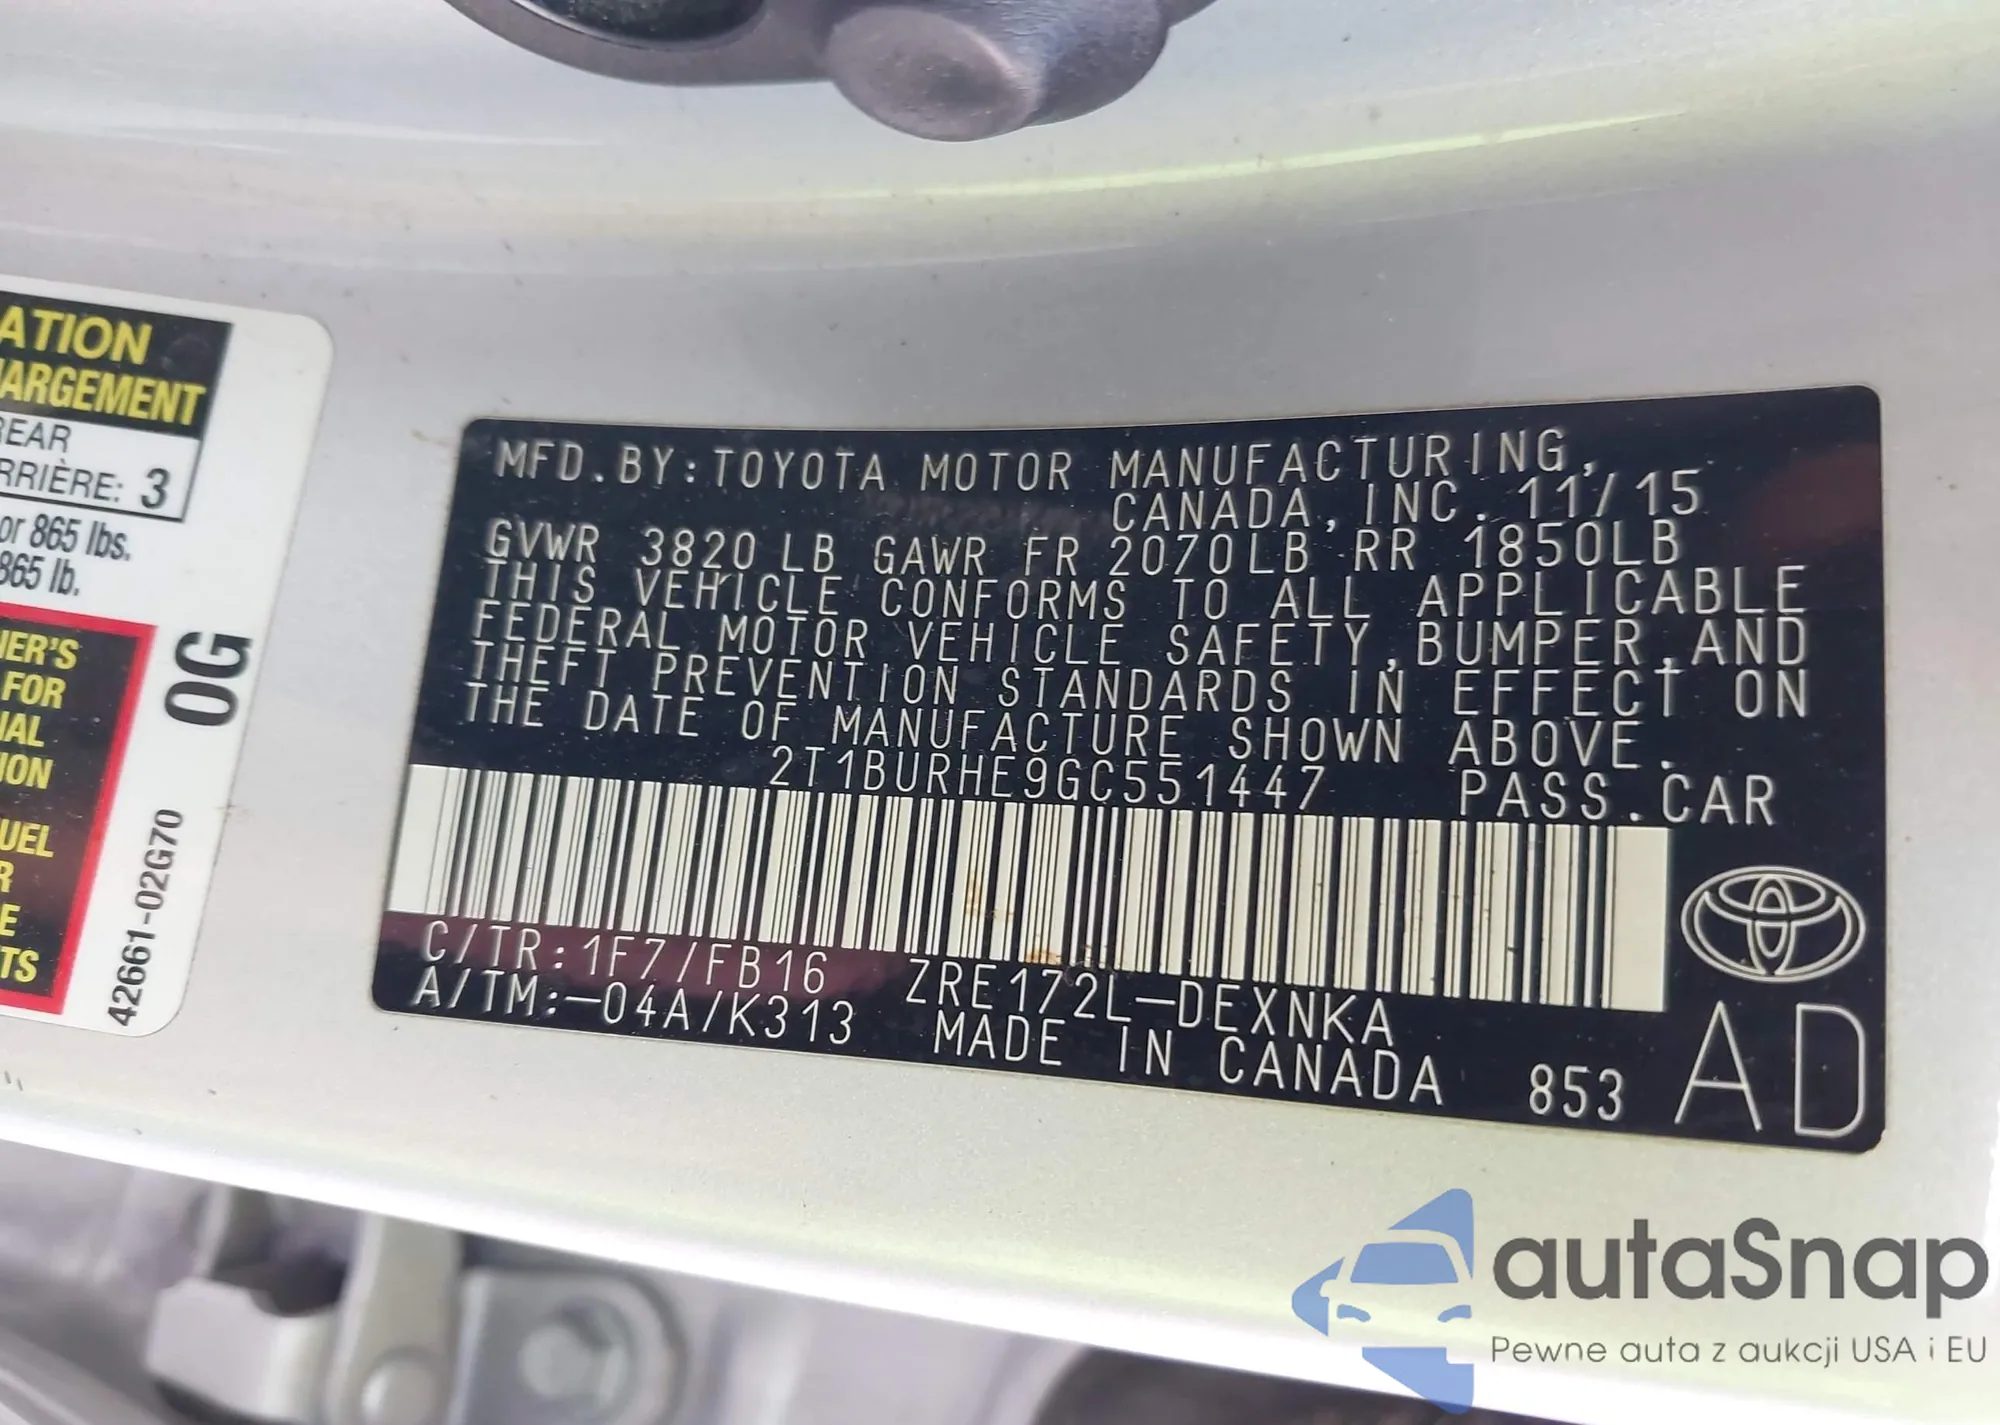 ATION
ARGEMENT
REAR
RRIÈRE: 3
or 865 lbs.
865 lb.
NER'S
FOR
NAL
ION
UEL
R
E
TS
0G
42661-02G70
MFD.BY:TOYOTA MOTOR MANUFACTURING,
CANADA,INC. 11/15
GVWR 3820LB GAWR FR 2070LB RR 1850LB
THIS VEHICLE CONFORMS TO ALL APPLICABLE
FEDERAL MOTOR VEHICLE SAFETY,BUMPER,AND
THEFT PREVENTION STANDARDS IN EFFECT ON
THE DATE OF MANUFACTURE SHOWN ABOVE.
2T1BURHE9GC551447 PASS.CAR
C/TR:1F7/FB16 ZRE172L-DEXNKA
A/TM:-04A/K313 MADE IN CANADA 853 AD
autaSnap
Pewne auta z aukcji USA i EU